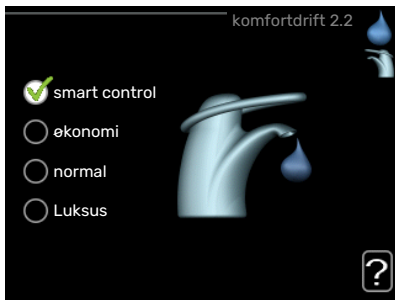 komfortdrift 2.2
smart control
økonomi
normal
Luksus
?